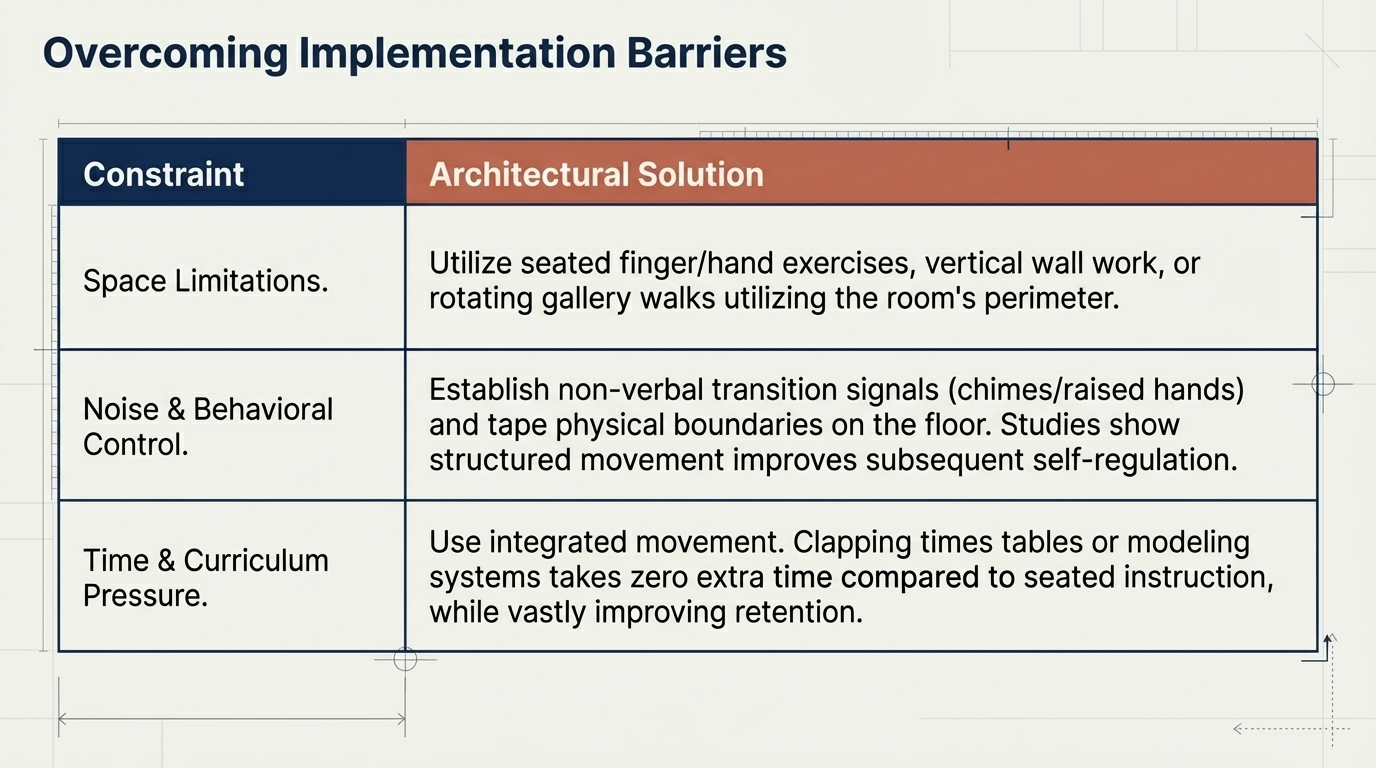 Overcoming Implementation Barriers
Constraint
Architectural Solution
Space Limitations.
Utilize seated finger/hand exercises, vertical wall work, or
rotating gallery walks utilizing the room's perimeter.
Noise & Behavioral
Control.
Establish non-verbal transition signals (chimes/raised hands)
and tape physical boundaries on the floor. Studies show
structured movement improves subsequent self-regulation.
Time & Curriculum
Pressure.
Use integrated movement. Clapping times tables or modeling
systems takes zero extra time compared to seated instruction,
while vastly improving retention.